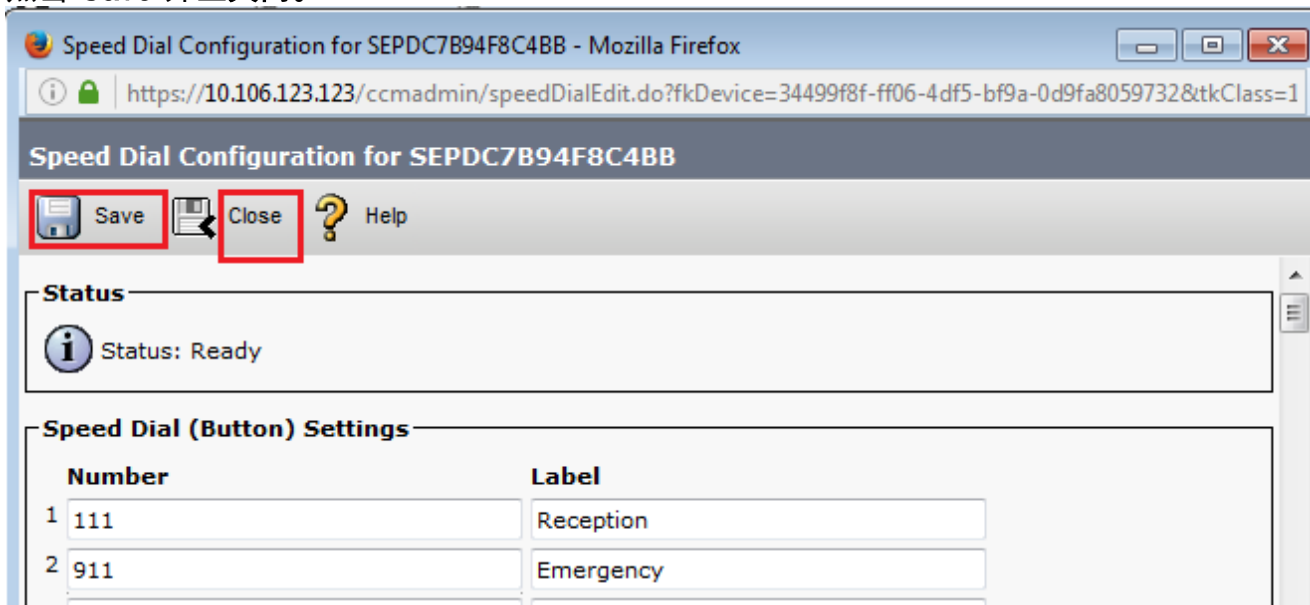 Speed Dial Configuration for SEPDC7B94F8C4BB - Mozilla Firefox
https://10.106.123.123/ccmadmin/speedDialEdit.do?fkDevice=34499f8f-ff06-4df5-bf9a-0d9fa8059732&tkClass=1
Speed Dial Configuration for SEPDC7B94F8C4BB
Save Close Help
Status
Status: Ready
Speed Dial (Button) Settings
Number Label
1 111 Reception
2 911 Emergency